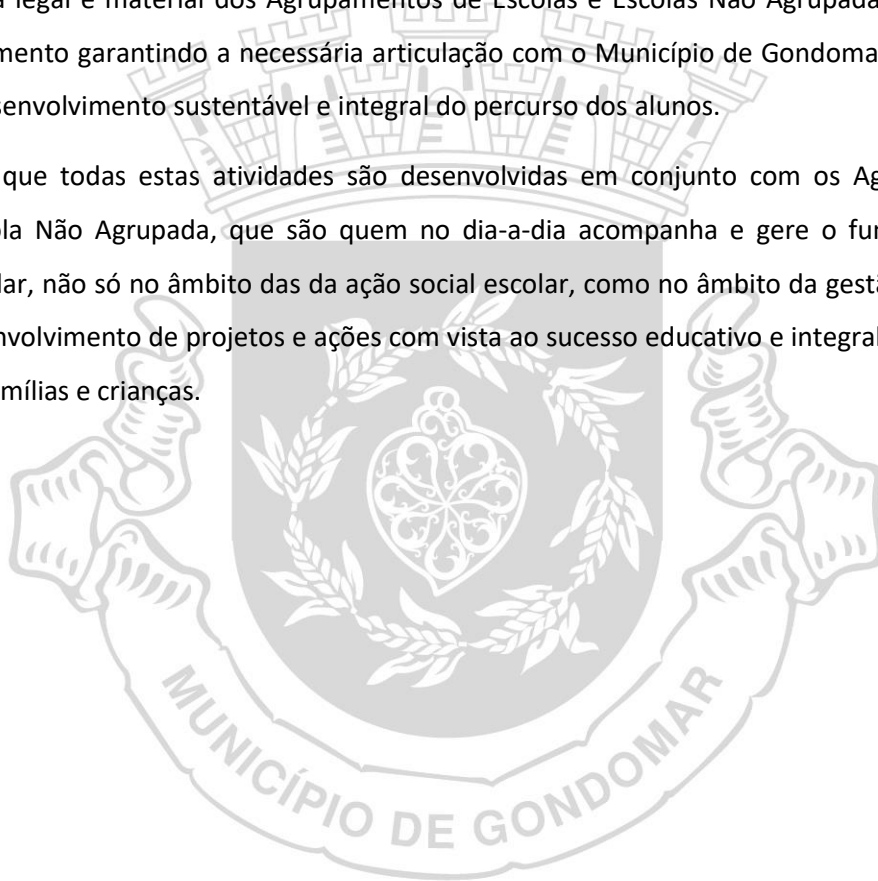 legal e material dos Agrupamentos de Escolas e Escolas Não Agrupada
mento garantindo a necessária articulação com o Município de Gondoma
senvolvimento sustentável e integral do percurso dos alunos.
que todas estas atividades são desenvolvidas em conjunto com os Ag
la Não Agrupada, que são quem no dia-a-dia acompanha e gere o fun
lar, não só no âmbito das da ação social escolar, como no âmbito da gest
nvolvimento de projetos e ações com vista ao sucesso educativo e integral
mílias e crianças.
MUNICÍPIO DE GONDOMAR